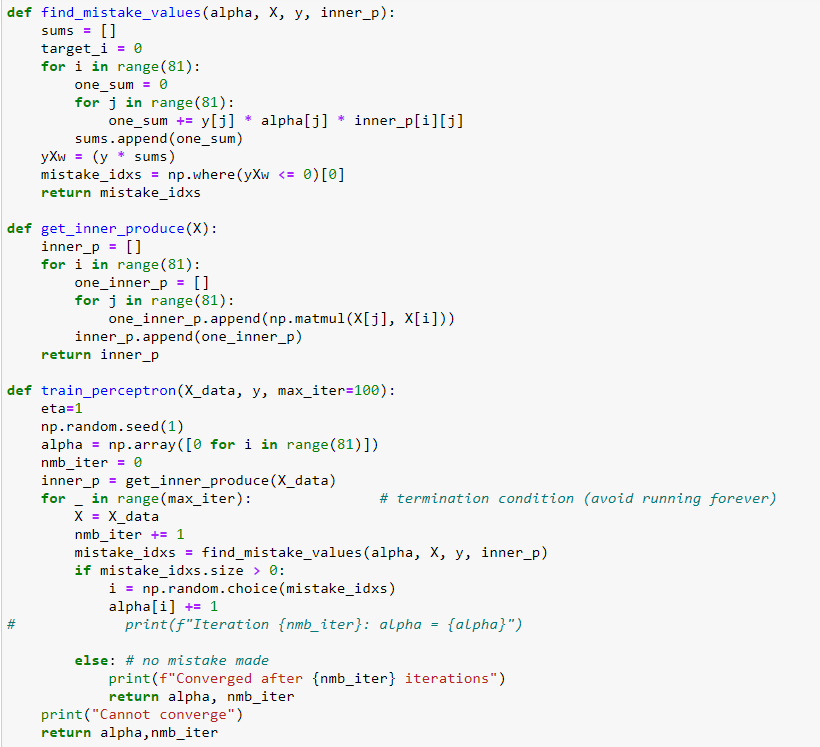 def find_mistake_values(alpha, X, y, inner_p):
    sums = []
    target_i = 0
    for i in range(81):
        one_sum = 0
        for j in range(81):
            one_sum += y[j] * alpha[j] * inner_p[i][j]
        sums.append(one_sum)
    yXw = (y * sums)
    mistake_idxs = np.where(yXw <= 0)[0]
    return mistake_idxs

def get_inner_produce(X):
    inner_p = []
    for i in range(81):
        one_inner_p = []
        for j in range(81):
            one_inner_p.append(np.matmul(X[j], X[i]))
        inner_p.append(one_inner_p)
    return inner_p

def train_perceptron(X_data, y, max_iter=100):
    eta=1
    np.random.seed(1)
    alpha = np.array([0 for i in range(81)])
    nmb_iter = 0
    inner_p = get_inner_produce(X_data)
    for _ in range(max_iter):               # termination condition (avoid running forever)
        X = X_data
        nmb_iter += 1
        mistake_idxs = find_mistake_values(alpha, X, y, inner_p)
        if mistake_idxs.size > 0:
            i = np.random.choice(mistake_idxs)
            alpha[i] += 1
#             print(f"Iteration {nmb_iter}: alpha = {alpha}")

        else: # no mistake made
            print(f"Converged after {nmb_iter} iterations")
            return alpha, nmb_iter
    print("Cannot converge")
    return alpha,nmb_iter